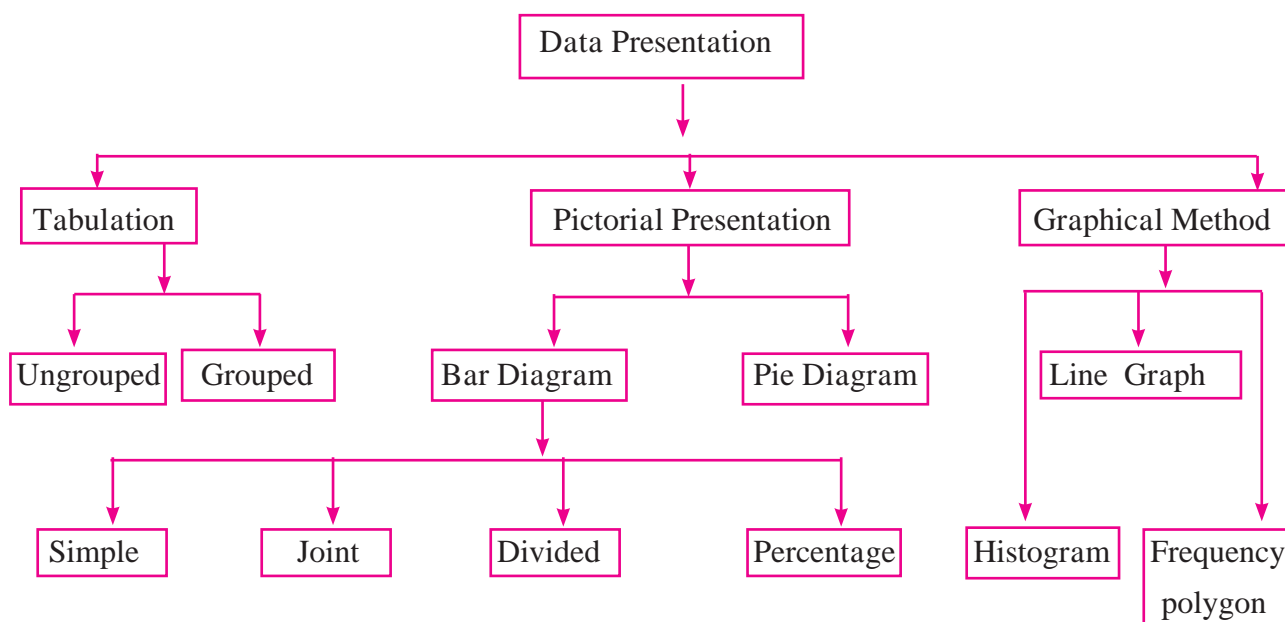 Data Presentation
Tabulation
Pictorial Presentation
Graphical Method
Ungrouped
Grouped
Bar Diagram
Pie Diagram
Line Graph
Simple
Joint
Divided
Percentage
Histogram
Frequency
polygon